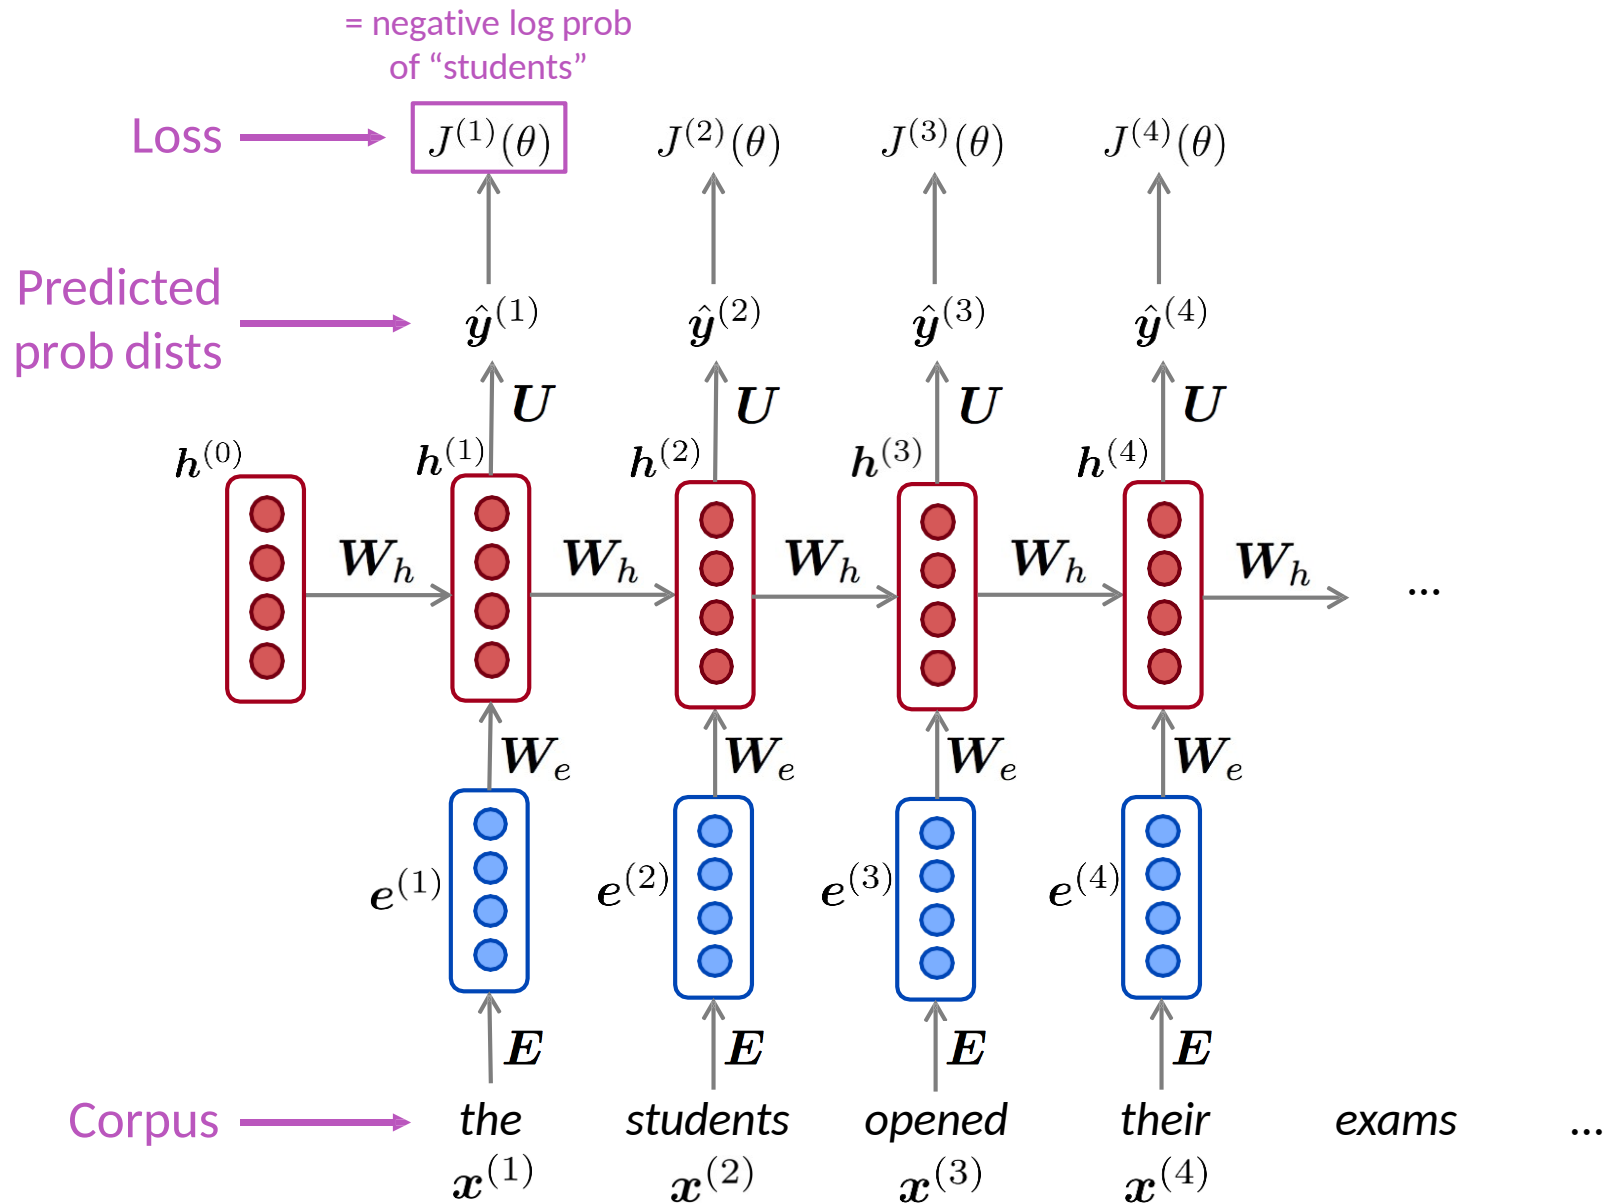 = negative log prob
of “students”
Loss
J^{(1)}(θ) J^{(2)}(θ) J^{(3)}(θ) J^{(4)}(θ)
Predicted
prob dists
ŷ^{(1)} ŷ^{(2)} ŷ^{(3)} ŷ^{(4)}
U U U U
h^{(0)} h^{(1)} h^{(2)} h^{(3)} h^{(4)}
W_h W_h W_h W_h W_h ...
W_e W_e W_e W_e
e^{(1)} e^{(2)} e^{(3)} e^{(4)}
E E E E
Corpus the students opened their exams ...
x^{(1)} x^{(2)} x^{(3)} x^{(4)}